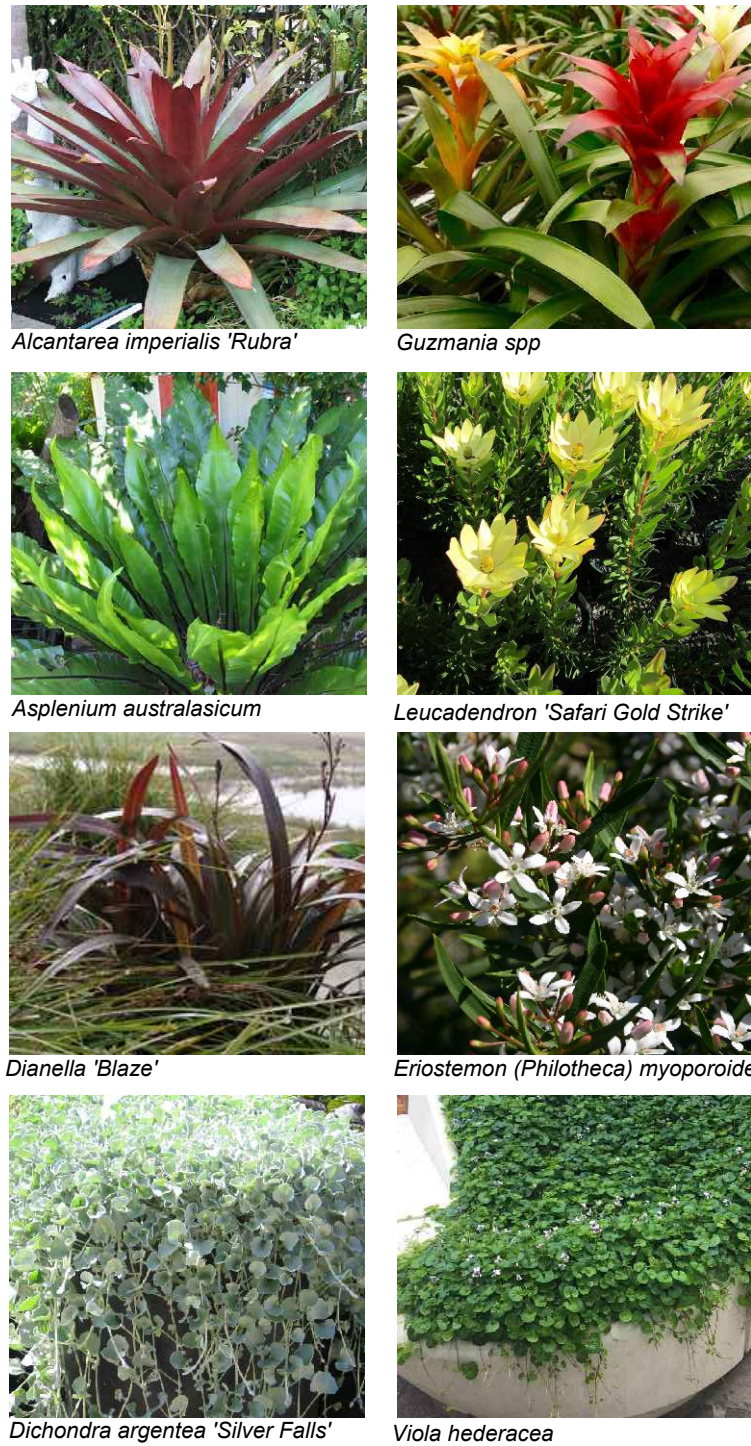 Alcantarea imperialis 'Rubra'
Guzmania spp
Asplenium australasicum
Leucadendron 'Safari Gold Strike'
Dianella 'Blaze'
Eriostemon (Philotheca) myoporoide
Dichondra argentea 'Silver Falls'
Viola hederacea